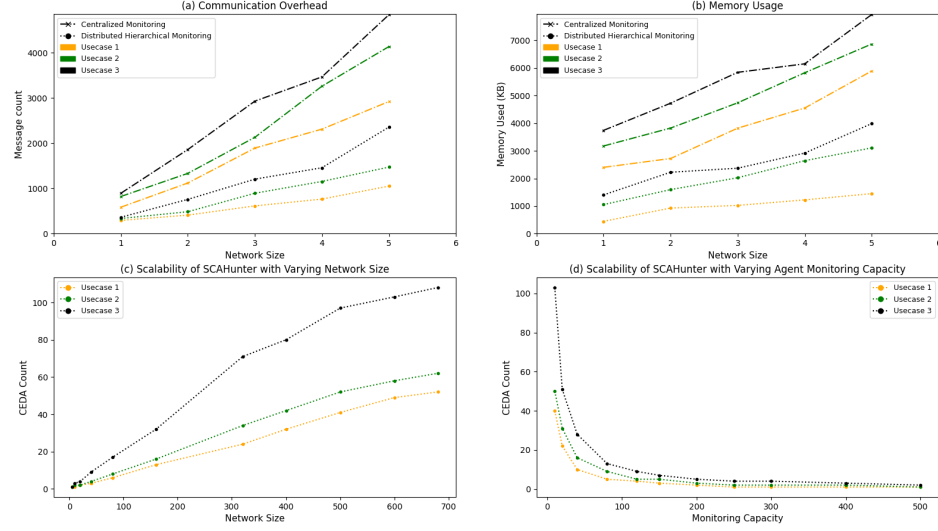 (a) Communication Overhead
Centralized Monitoring
Distributed Hierarchical Monitoring
Usecase 1
Usecase 2
Usecase 3
Message count
4000
3000
2000
1000
0
0 1 2 3 4 5 6
Network Size
(b) Memory Usage
Centralized Monitoring
Distributed Hierarchical Monitoring
Usecase 1
Usecase 2
Usecase 3
Memory Used (KB)
7000
6000
5000
4000
3000
2000
1000
0
0 1 2 3 4 5 6
Network Size
(c) Scalability of SCAHunter with Varying Network Size
Usecase 1
Usecase 2
Usecase 3
CEDA Count
100
80
60
40
20
0
0 100 200 300 400 500 600 700
Network Size
(d) Scalability of SCAHunter with Varying Agent Monitoring Capacity
Usecase 1
Usecase 2
Usecase 3
CEDA Count
100
80
60
40
20
0
0 100 200 300 400 500
Monitoring Capacity